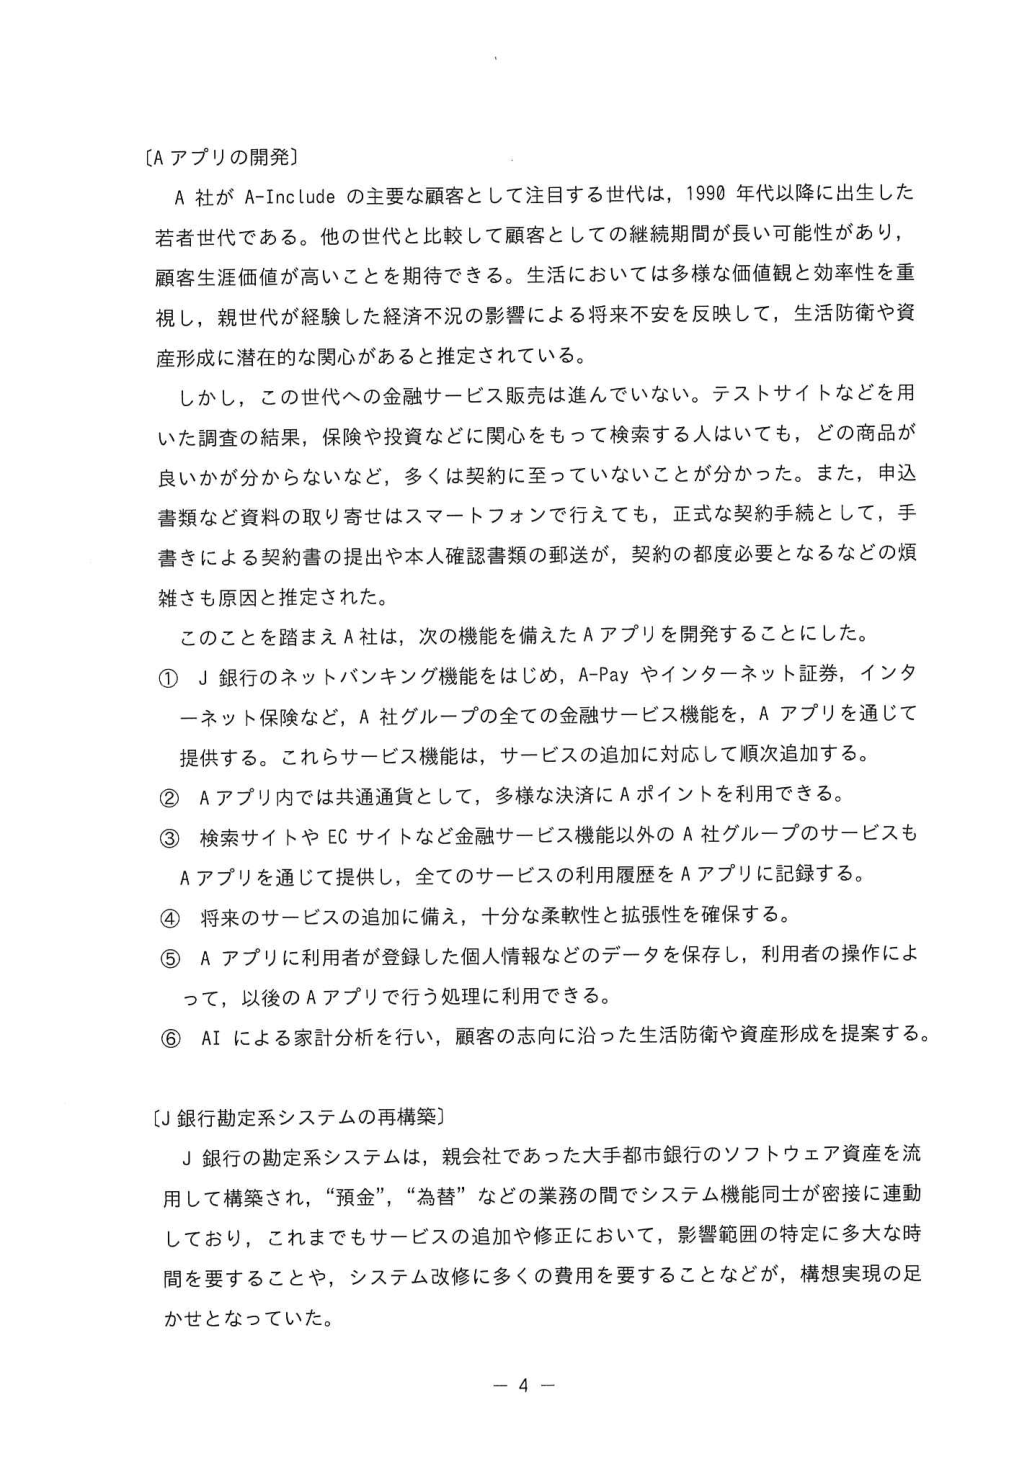 〔A アプリの開発〕
A 社が A-Include の主要な顧客として注目する世代は，1990 年代以降に出生した
若者世代である。他の世代と比較して顧客としての継続期間が長い可能性があり，
顧客生涯価値が高いことを期待できる。生活においては多様な価値観と効率性を重
視し，親世代が経験した経済不況の影響による将来不安を反映して，生活防衛や資
産形成に潜在的な関心があると推定されている。
しかし，この世代への金融サービス販売は進んでいない。テストサイトなどを用
いた調査の結果，保険や投資などに関心をもって検索する人はいても，どの商品が
良いかが分からないなど，多くは契約に至っていないことが分かった。また，申込
書類など資料の取り寄せはスマートフォンで行えても，正式な契約手続として，手
書きによる契約書の提出や本人確認書類の郵送が，契約の都度必要となるなどの煩
雑さも原因と推定された。
このことを踏まえ A 社は，次の機能を備えた A アプリを開発することにした。
① J 銀行のネットバンキング機能をはじめ，A-Pay やインターネット証券，インタ
ーネット保険など，A 社グループの全ての金融サービス機能を，A アプリを通じて
提供する。これらサービス機能は，サービスの追加に対応して順次追加する。
② A アプリ内では共通通貨として，多様な決済に A ポイントを利用できる。
③ 検索サイトや EC サイトなど金融サービス機能以外の A 社グループのサービスも
A アプリを通じて提供し，全てのサービスの利用履歴を A アプリに記録する。
④ 将来のサービスの追加に備え，十分な柔軟性と拡張性を確保する。
⑤ A アプリに利用者が登録した個人情報などのデータを保存し，利用者の操作によ
って，以後の A アプリで行う処理に利用できる。
⑥ AI による家計分析を行い，顧客の志向に沿った生活防衛や資産形成を提案する。
〔J 銀行勘定系システムの再構築〕
J 銀行の勘定系システムは，親会社であった大手都市銀行のソフトウェア資産を流
用して構築され，“預金”，“為替” などの業務の間でシステム機能同士が密接に連動
しており，これまでもサービスの追加や修正において，影響範囲の特定に多大な時
間を要することや，システム改修に多くの費用を要することなどが，構想実現の足
かせとなっていた。
－ 4 －